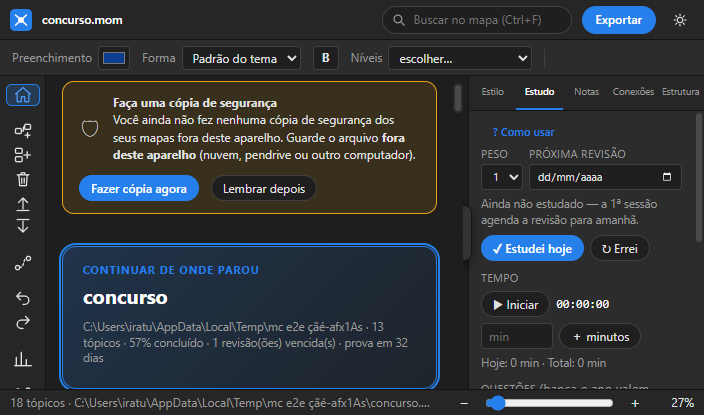 concurso.mom
Buscar no mapa (Ctrl+F)
Exportar
Preenchimento
Forma
Padrão do tema
B
Níveis
escolher...
Faça uma cópia de segurança
Você ainda não fez nenhuma cópia de segurança dos
seus mapas fora deste aparelho. Guarde o arquivo fora
deste aparelho (nuvem, pendrive ou outro computador).
Fazer cópia agora
Lembrar depois
CONTINUAR DE ONDE PAROU
concurso
C:\Users\iratu\AppData\Local\Temp\mc e2e çãé-afx1As · 13
tópicos · 57% concluído · 1 revisão(ões) vencida(s) · prova em 32
dias
Estilo
Estudo
Notas
Conexões
Estrutura
? Como usar
PESO
PRÓXIMA REVISÃO
1
dd/mm/aaaa
Ainda não estudado — a 1ª sessão
agenda a revisão para amanhã.
✓ Estudei hoje
↻ Errei
TEMPO
▶ Iniciar
00:00:00
min
+ minutos
Hoje: 0 min · Total: 0 min
QUESTÕES (banca e ano valem
18 tópicos · C:\Users\iratu\AppData\Local\Temp\mc e2e çãé-afx1As\concurso....
−
+
27%